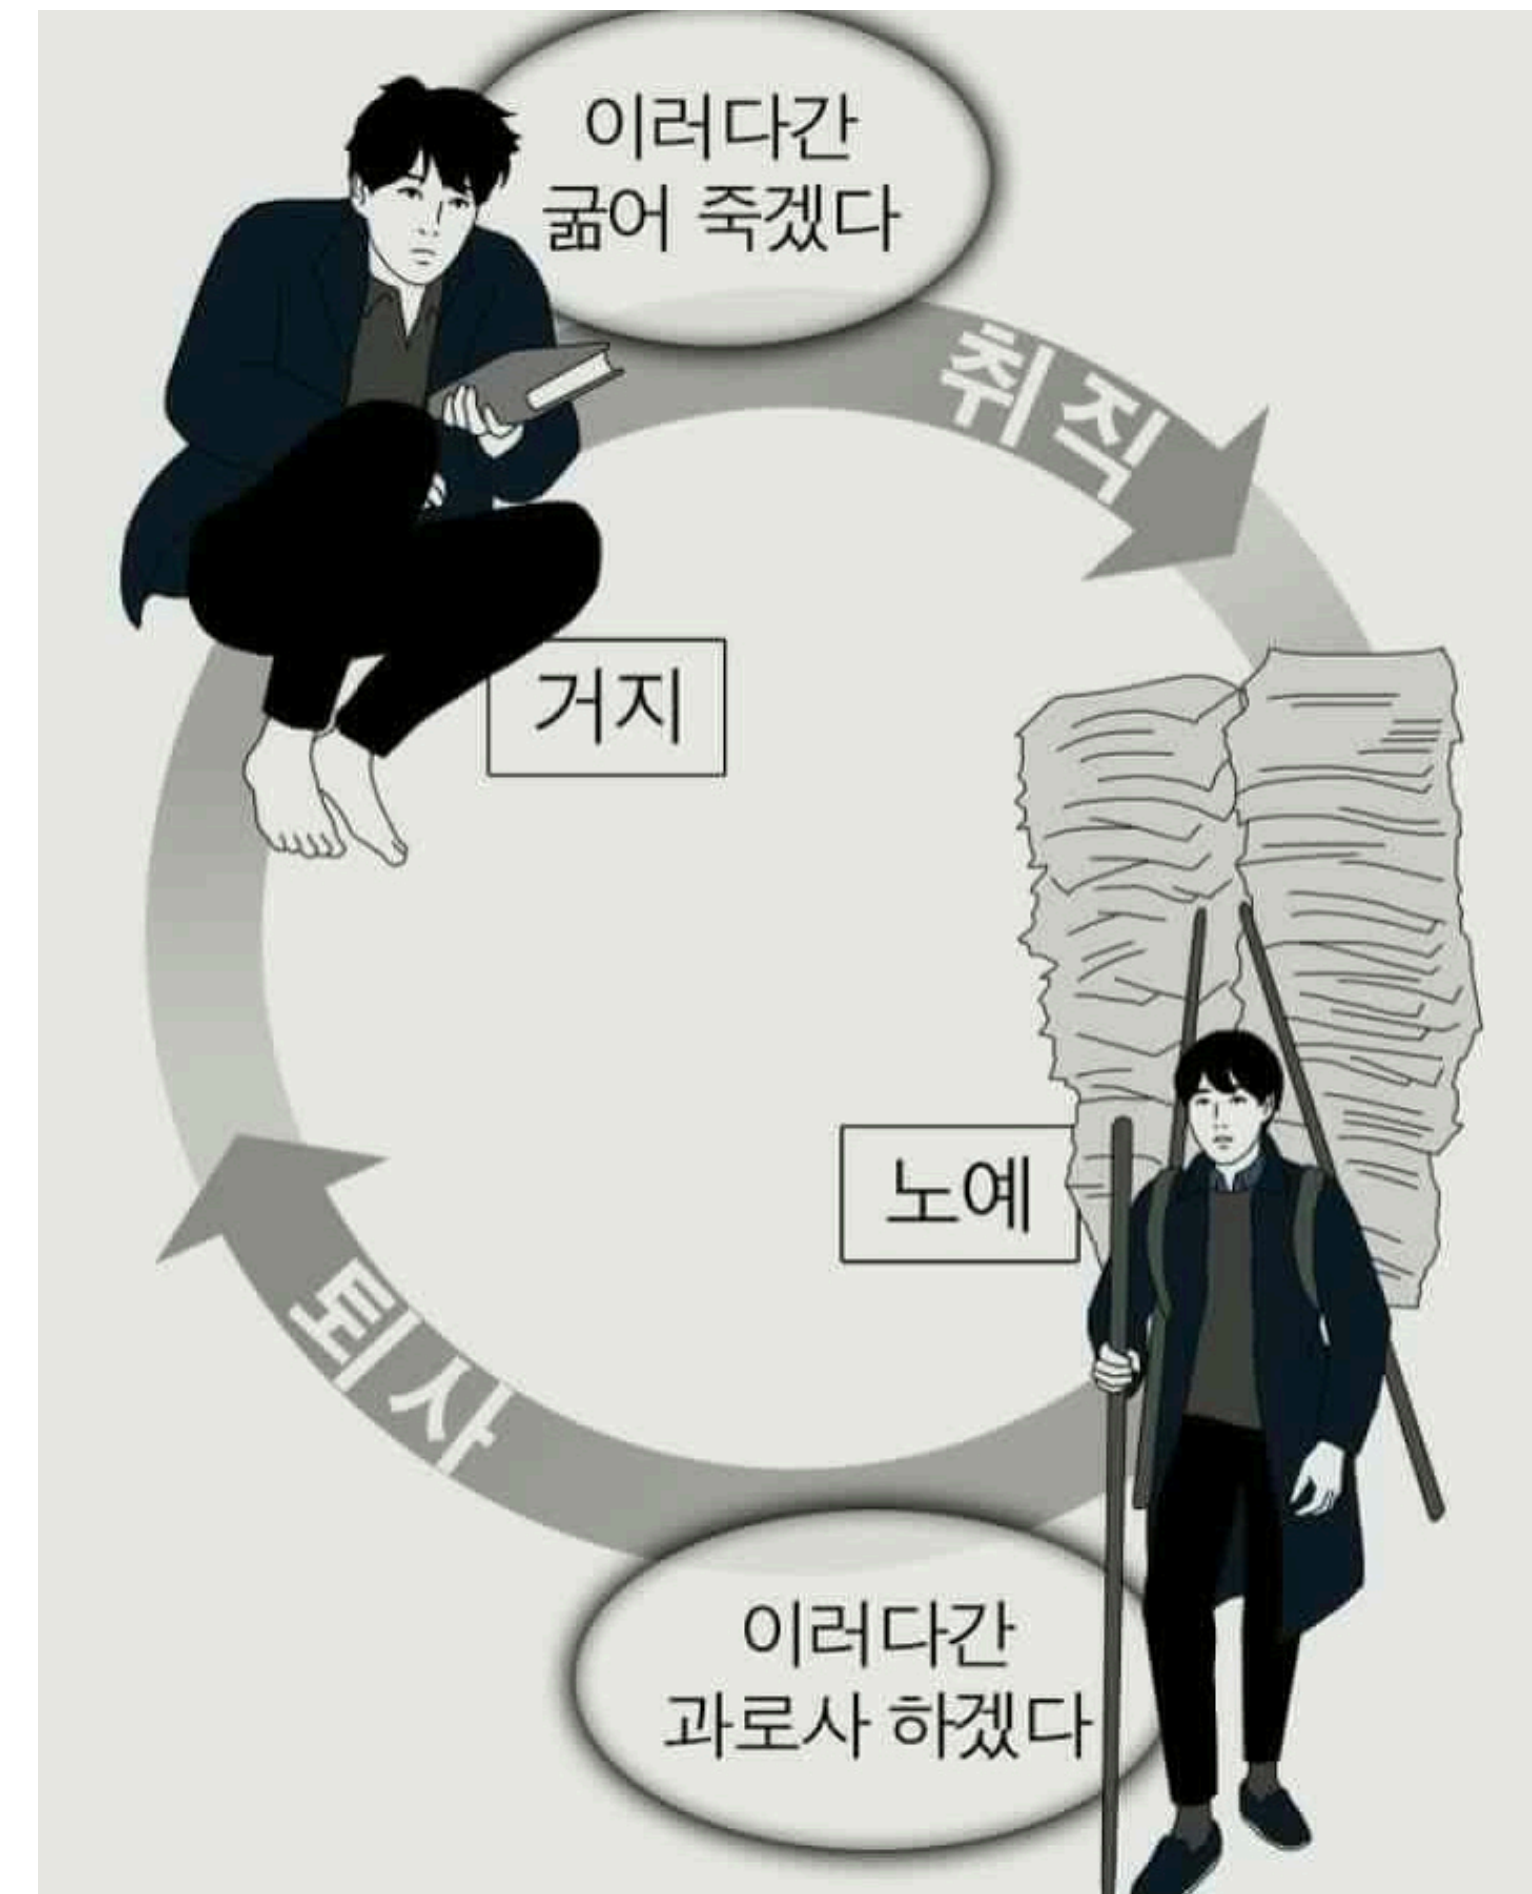 이러다간
굶어 죽겠다
취직
거지
노예
퇴사
이러다간
과로사 하겠다